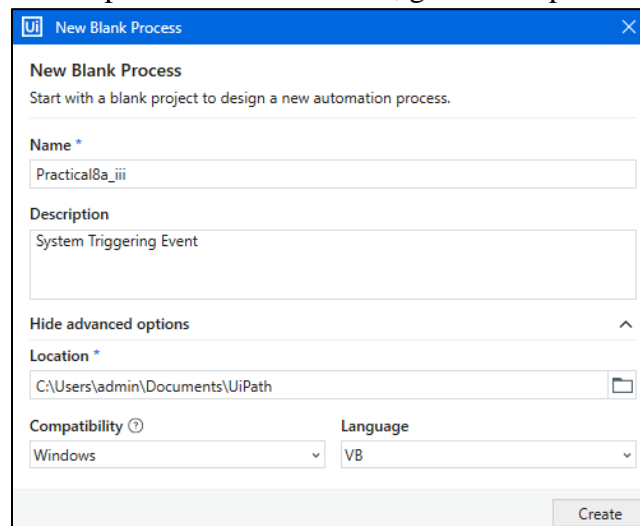 Ui New Blank Process
New Blank Process
Start with a blank project to design a new automation process.
Name *
Practical8a_iii
Description
System Triggering Event
Hide advanced options
Location *
C:\Users\admin\Documents\UiPath
Compatibility ? Language
Windows VB
Create